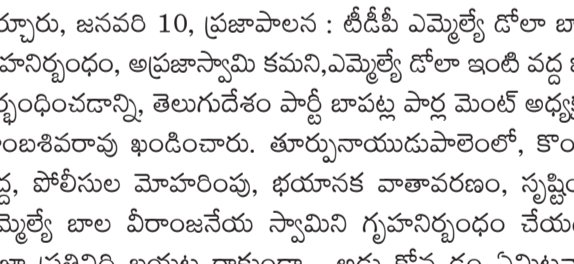 ర్చూరు, జనవరి 10, ప్రజాపాలన : టీడీపీ ఎమ్మెల్యే డోలా బా
హనిర్బంధం, అప్రజాస్వామి కమని,ఎమ్మెల్యే డోలా ఇంటి వద్ద
ర్భంధించడాన్ని, తెలుగుదేశం పార్టీ బాపట్ల పార్ల మెంట్ అధ్యక్ష
ంబశివరావు ఖండించారు. తూర్పునాయుడుపాలెంలో, కొం
ద్ద, పోలీసుల మోహరింపు, భయానక వాతావరణం, సృష్టిం
మ్మెల్యే బాల వీరాంజనేయ స్వామిని గృహనిర్బంధం చేయ